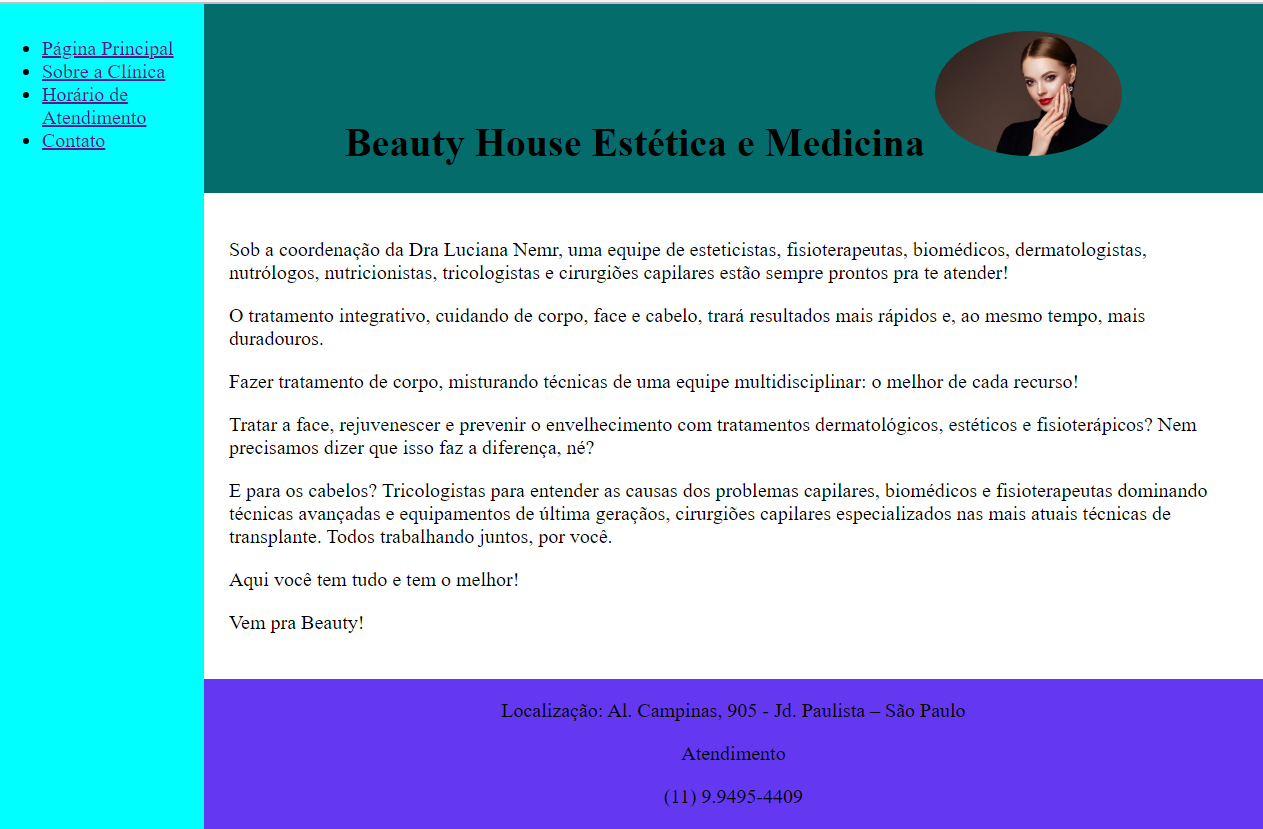 Página Principal
Sobre a Clínica
Horário de
Atendimento
Contato
Beauty House Estética e Medicina
Sob a coordenação da Dra Luciana Nemr, uma equipe de esteticistas, fisioterapeutas, biomédicos, dermatologistas,
nutrólogos, nutricionistas, tricologistas e cirurgiões capilares estão sempre prontos pra te atender!
O tratamento integrativo, cuidando de corpo, face e cabelo, trará resultados mais rápidos e, ao mesmo tempo, mais
duradouros.
Fazer tratamento de corpo, misturando técnicas de uma equipe multidisciplinar: o melhor de cada recurso!
Tratar a face, rejuvenescer e prevenir o envelhecimento com tratamentos dermatológicos, estéticos e fisioterápicos? Nem
precisamos dizer que isso faz a diferença, né?
E para os cabelos? Tricologistas para entender as causas dos problemas capilares, biomédicos e fisioterapeutas dominando
técnicas avançadas e equipamentos de última geraçãos, cirurgiões capilares especializados nas mais atuais técnicas de
transplante. Todos trabalhando juntos, por você.
Aqui você tem tudo e tem o melhor!
Vem pra Beauty!
Localização: Al. Campinas, 905 - Jd. Paulista – São Paulo
Atendimento
(11) 9.9495-4409